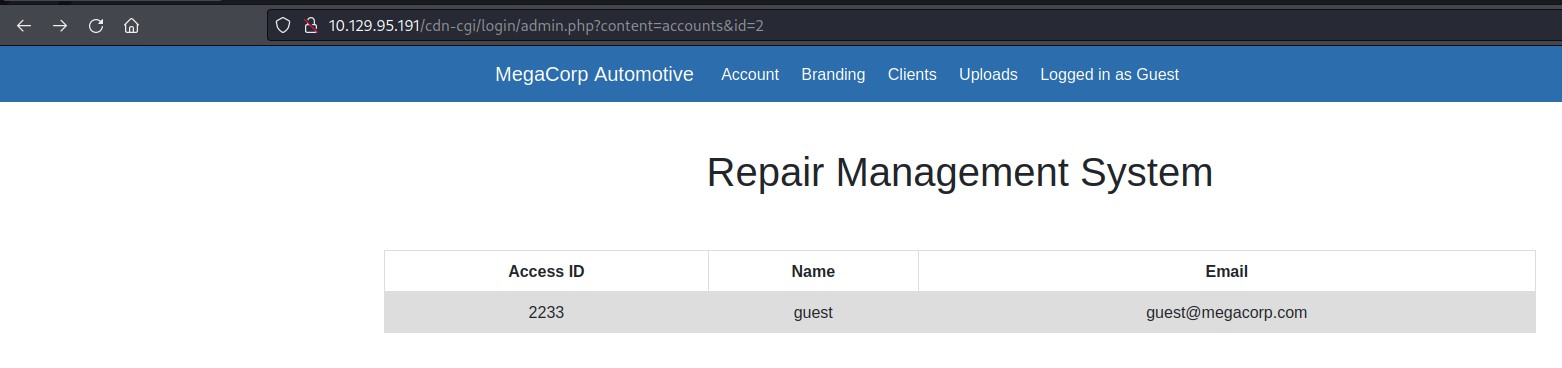 10.129.95.191/cdn-cgi/login/admin.php?content=accounts&id=2
MegaCorp Automotive Account Branding Clients Uploads Logged in as Guest
Repair Management System
Access ID Name Email
2233 guest guest@megacorp.com